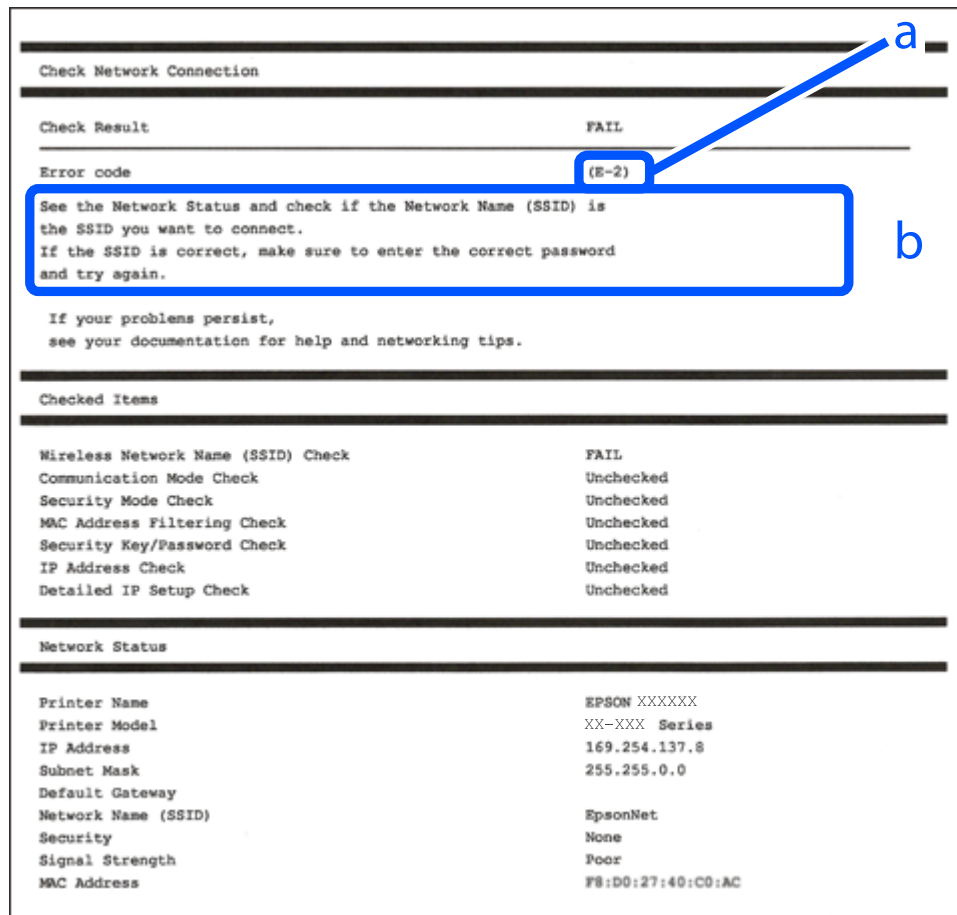 a
Check Network Connection
Check Result FAIL
Error code (E-2)
See the Network Status and check if the Network Name (SSID) is
the SSID you want to connect.
If the SSID is correct, make sure to enter the correct password
and try again.
b
If your problems persist,
see your documentation for help and networking tips.
Checked Items
Wireless Network Name (SSID) Check FAIL
Communication Mode Check Unchecked
Security Mode Check Unchecked
MAC Address Filtering Check Unchecked
Security Key/Password Check Unchecked
IP Address Check Unchecked
Detailed IP Setup Check Unchecked
Network Status
Printer Name EPSON XXXXXX
Printer Model XX-XXX Series
IP Address 169.254.137.8
Subnet Mask 255.255.0.0
Default Gateway
Network Name (SSID) EpsonNet
Security None
Signal Strength Poor
MAC Address F8:D0:27:40:C0:AC